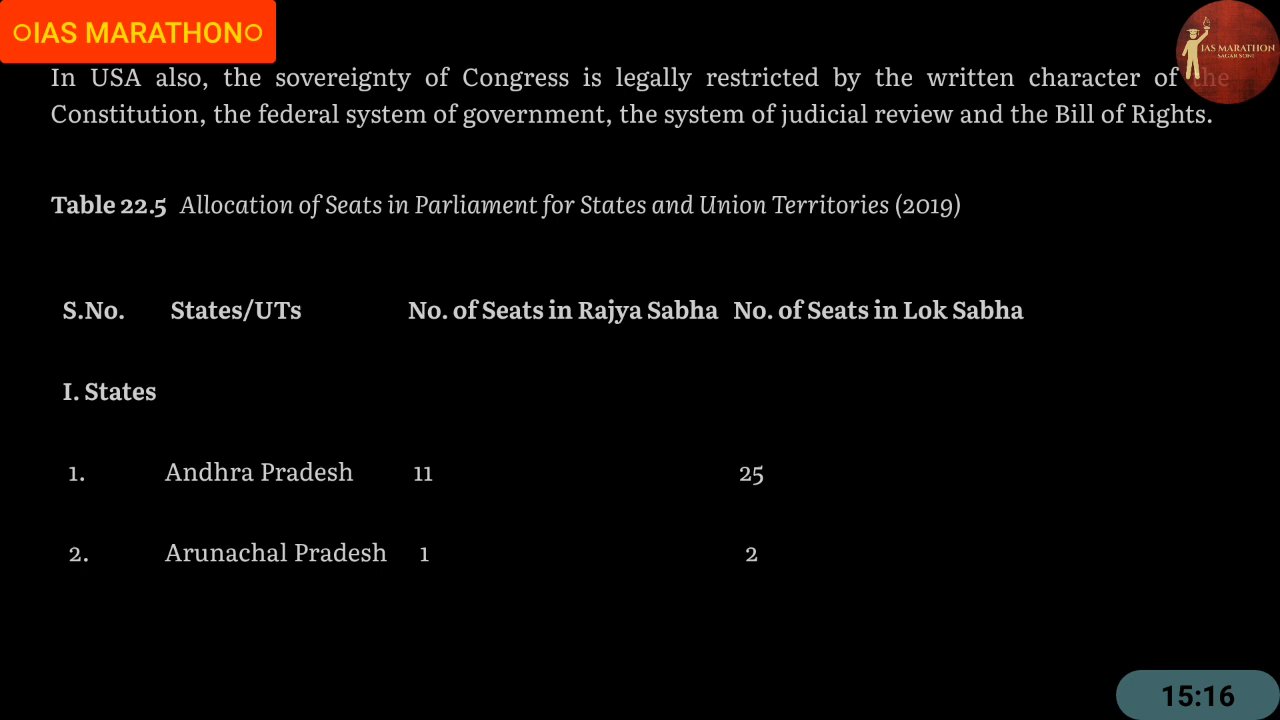 ○IAS MARATHON○
IAS MARATHON
SAGAR SONI
In USA also, the sovereignty of Congress is legally restricted by the written character of the
Constitution, the federal system of government, the system of judicial review and the Bill of Rights.
Table 22.5 Allocation of Seats in Parliament for States and Union Territories (2019)
S.No. States/UTs No. of Seats in Rajya Sabha No. of Seats in Lok Sabha
I. States
1. Andhra Pradesh 11 25
2. Arunachal Pradesh 1 2
15:16